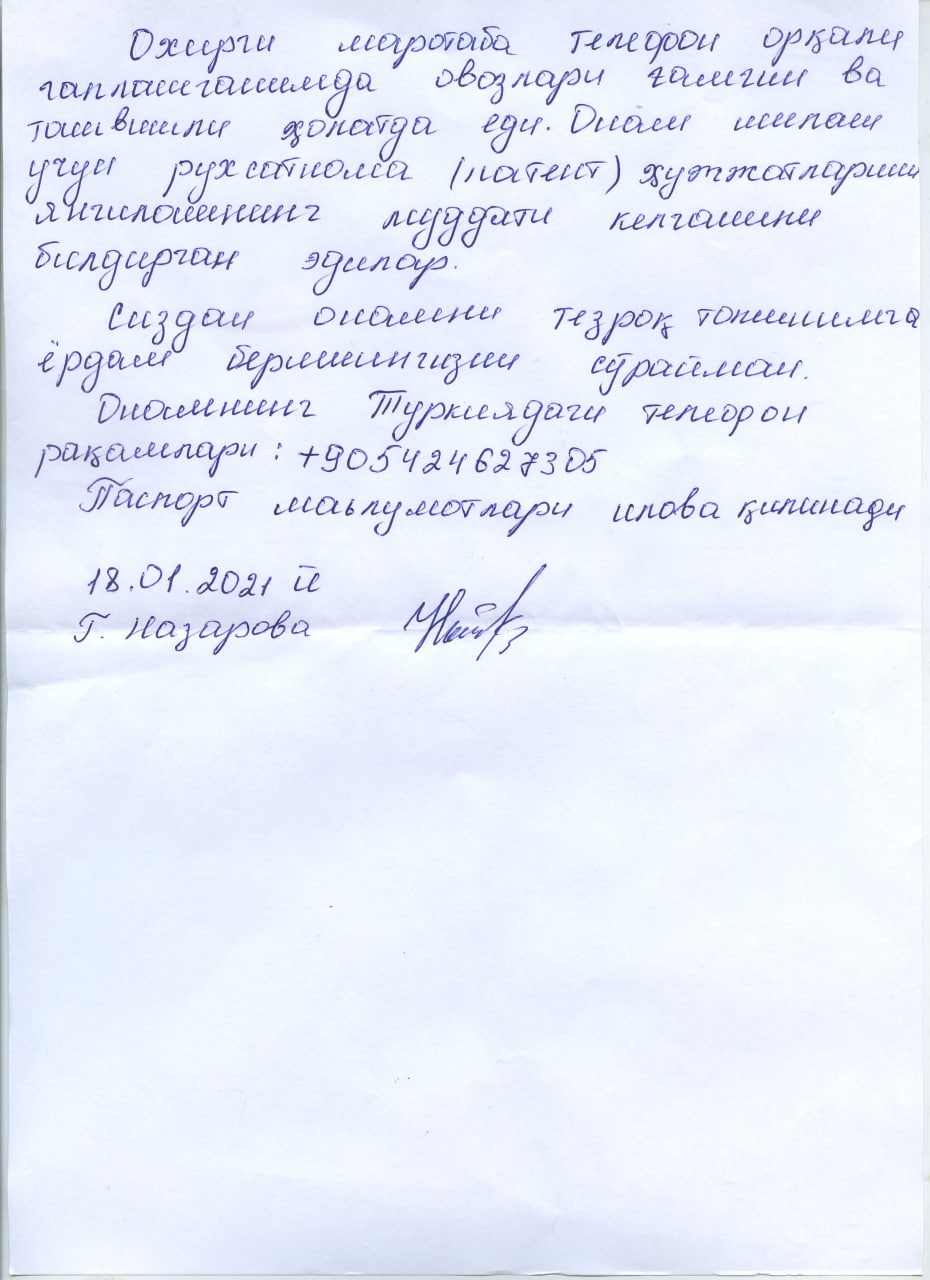 Охирги маротаба телефон орқали
гаплашганимда овозлари ғамгин ва
ташвишли ҳолатда еди. Онам ишлаш
учун рухсатнома (патент) ҳужжатларини
янгилашнинг муддати келганини
билдирган эдилар.
Сиздан онамни тезроқ топишимга
ёрдам беришингизни сўрайман.
Онамнинг Туркиядаги телефон
рақамлари: +905424627305
Паспорт маълумотлари илова қилинади
18.01.2021 й
Г. Назарова